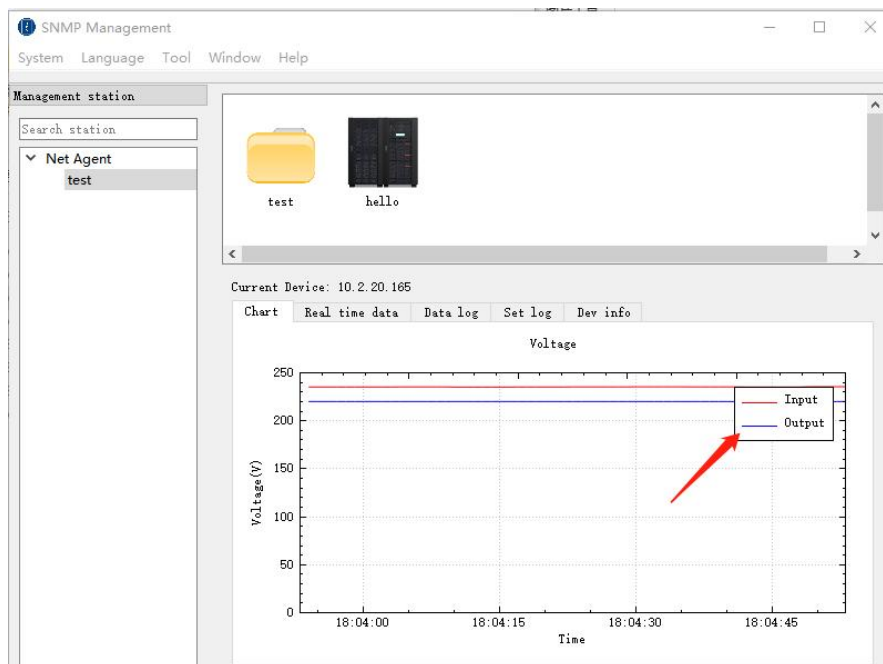 SNMP Management
System Language Tool Window Help
Management station
Search station
Net Agent
test
test hello
Current Device: 10.2.20.165
Chart Real time data Data log Set log Dev info
Voltage
250
200
150
100
50
0
Voltage(V)
Input
Output
18:04:00 18:04:15 18:04:30 18:04:45
Time